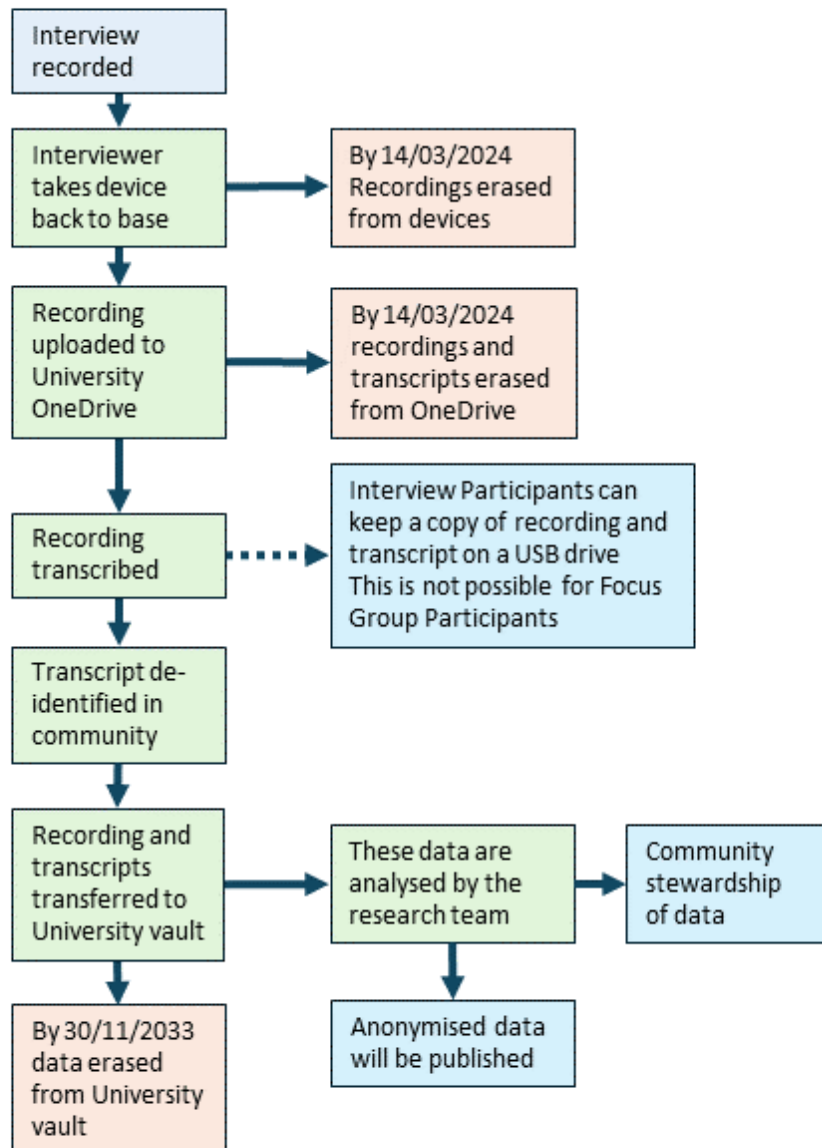 Interview
recorded
Interviewer
takes device
back to base
By 14/03/2024
Recordings erased
from devices
Recording
uploaded to
University
OneDrive
By 14/03/2024
recordings and
transcripts erased
from OneDrive
Recording
transcribed
Interview Participants can
keep a copy of recording and
transcript on a USB drive
This is not possible for Focus
Group Participants
Transcript de-
identified in
community
Recording and
transcripts
transferred to
University vault
These data are
analysed by the
research team
Community
stewardship
of data
By 30/11/2033
data erased
from University
vault
Anonymised data
will be published